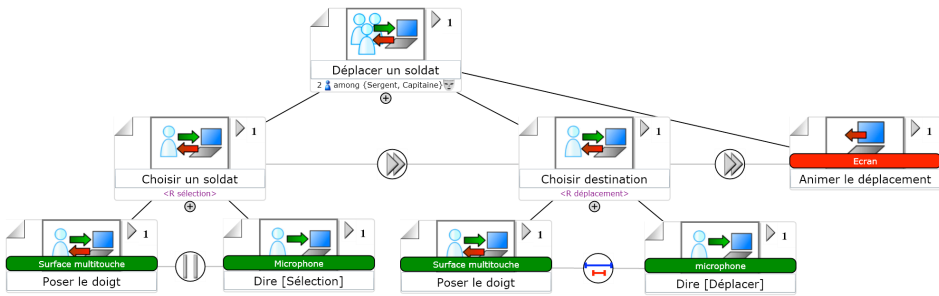 1
Déplacer un soldat
2 among {Sergent, Capitaine}
1
Choisir un soldat
<R sélection>
1
Choisir destination
<R déplacement>
1
Ecran
Animer le déplacement
1
Surface multitouche
Poser le doigt
1
Microphone
Dire [Sélection]
1
Surface multitouche
Poser le doigt
1
microphone
Dire [Déplacer]